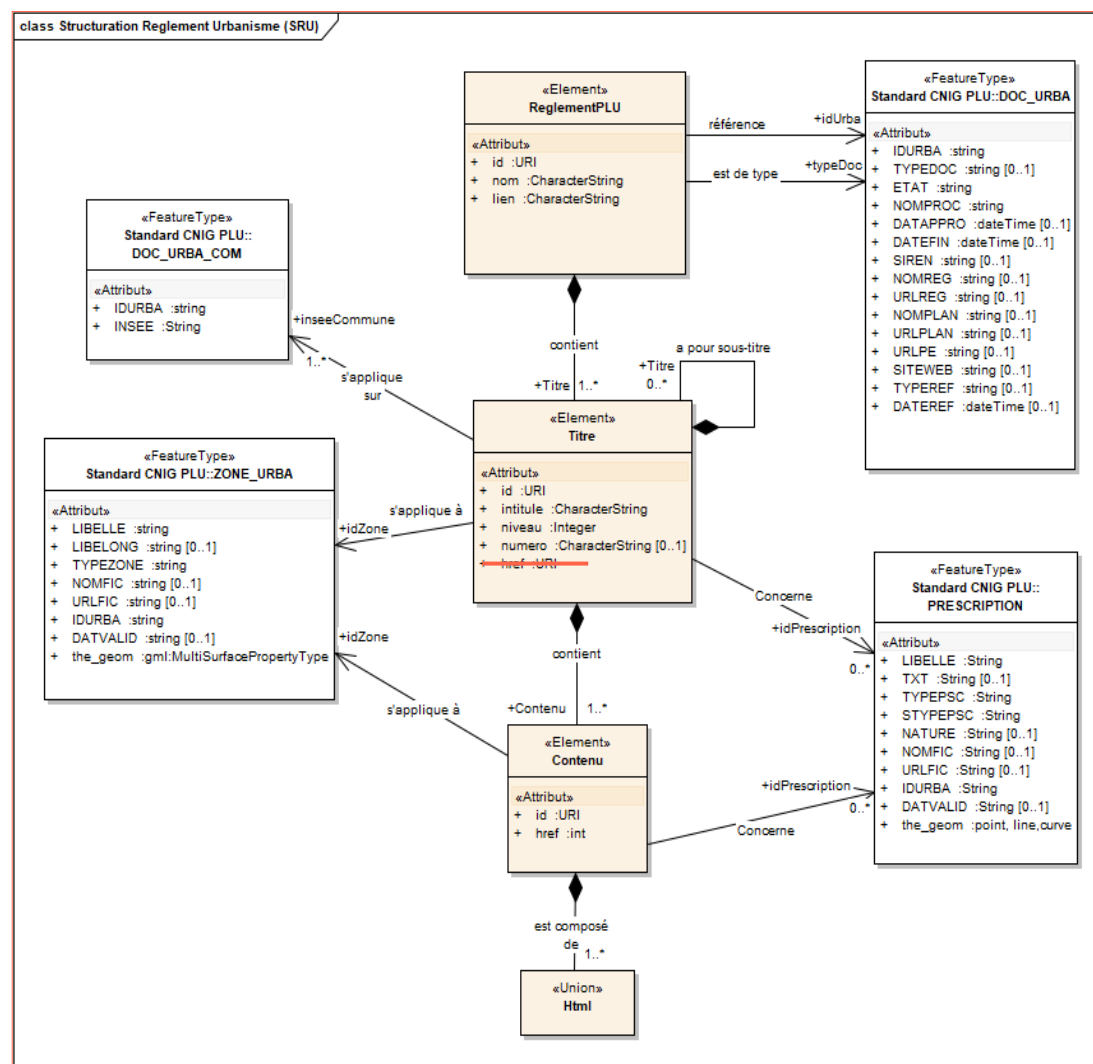 class Structuration Reglement Urbanisme (SRU)
«Element»
ReglementPLU
«Attribut»
+ id :URI
+ nom :CharacterString
+ lien :CharacterString
référence
+idUrba
est de type
+typeDoc
«FeatureType»
Standard CNIG PLU::DOC_URBA
«Attribut»
+ IDURBA :string
+ TYPEDOC :string [0..1]
+ ETAT :string
+ NOMPROC :string
+ DATAPPRO :dateTime [0..1]
+ DATEFIN :dateTime [0..1]
+ SIREN :string [0..1]
+ NOMREG :string [0..1]
+ URLREG :string [0..1]
+ NOMPLAN :string [0..1]
+ URLPLAN :string [0..1]
+ URLPE :string [0..1]
+ SITEWEB :string [0..1]
+ TYPEREF :string [0..1]
+ DATEREF :dateTime [0..1]
«FeatureType»
Standard CNIG PLU::
DOC_URBA_COM
«Attribut»
+ IDURBA :string
+ INSEE :String
+inseeCommune
1..*
s'applique
sur
contient
+Titre 1..*
a pour sous-titre
+Titre
0..*
«Element»
Titre
«Attribut»
+ id :URI
+ intitule :CharacterString
+ niveau :Integer
+ numero :CharacterString [0..1]
+ href :URI
«FeatureType»
Standard CNIG PLU::ZONE_URBA
«Attribut»
+ LIBELLE :string
+ LIBELONG :string [0..1]
+ TYPEZONE :string
+ NOMFIC :string [0..1]
+ URLFIC :string [0..1]
+ IDURBA :string
+ DATVALID :string [0..1]
+ the_geom :gml:MultiSurfacePropertyType
s'applique à
+idZone
+idZone
s'applique à
Concerne
+idPrescription
0..*
«FeatureType»
Standard CNIG PLU::
PRESCRIPTION
«Attribut»
+ LIBELLE :String
+ TXT :String [0..1]
+ TYPEPSC :String
+ STYPEPSC :String
+ NATURE :String [0..1]
+ NOMFIC :String [0..1]
+ URLFIC :String [0..1]
+ IDURBA :String
+ DATVALID :String [0..1]
+ the_geom :point, line,curve
contient
+Contenu 1..*
«Element»
Contenu
«Attribut»
+ id :URI
+ href :int
+idPrescription
0..*
Concerne
est composé
de
1..*
«Union»
Html